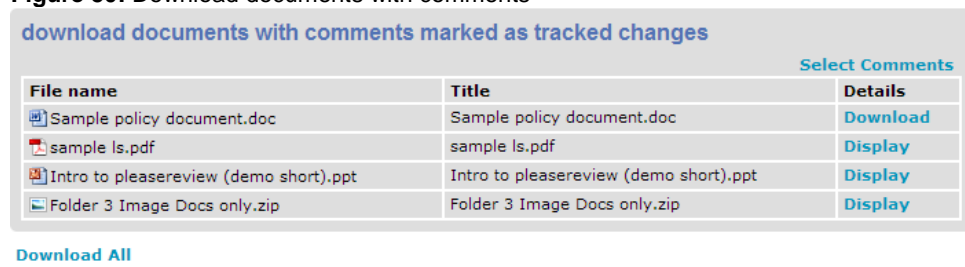 Figure 39: Download documents with comments
download documents with comments marked as tracked changes
Select Comments
File name Title Details
Sample policy document.doc Sample policy document.doc Download
sample ls.pdf sample ls.pdf Display
Intro to pleasereview (demo short).ppt Intro to pleasereview (demo short).ppt Display
Folder 3 Image Docs only.zip Folder 3 Image Docs only.zip Display
Download All